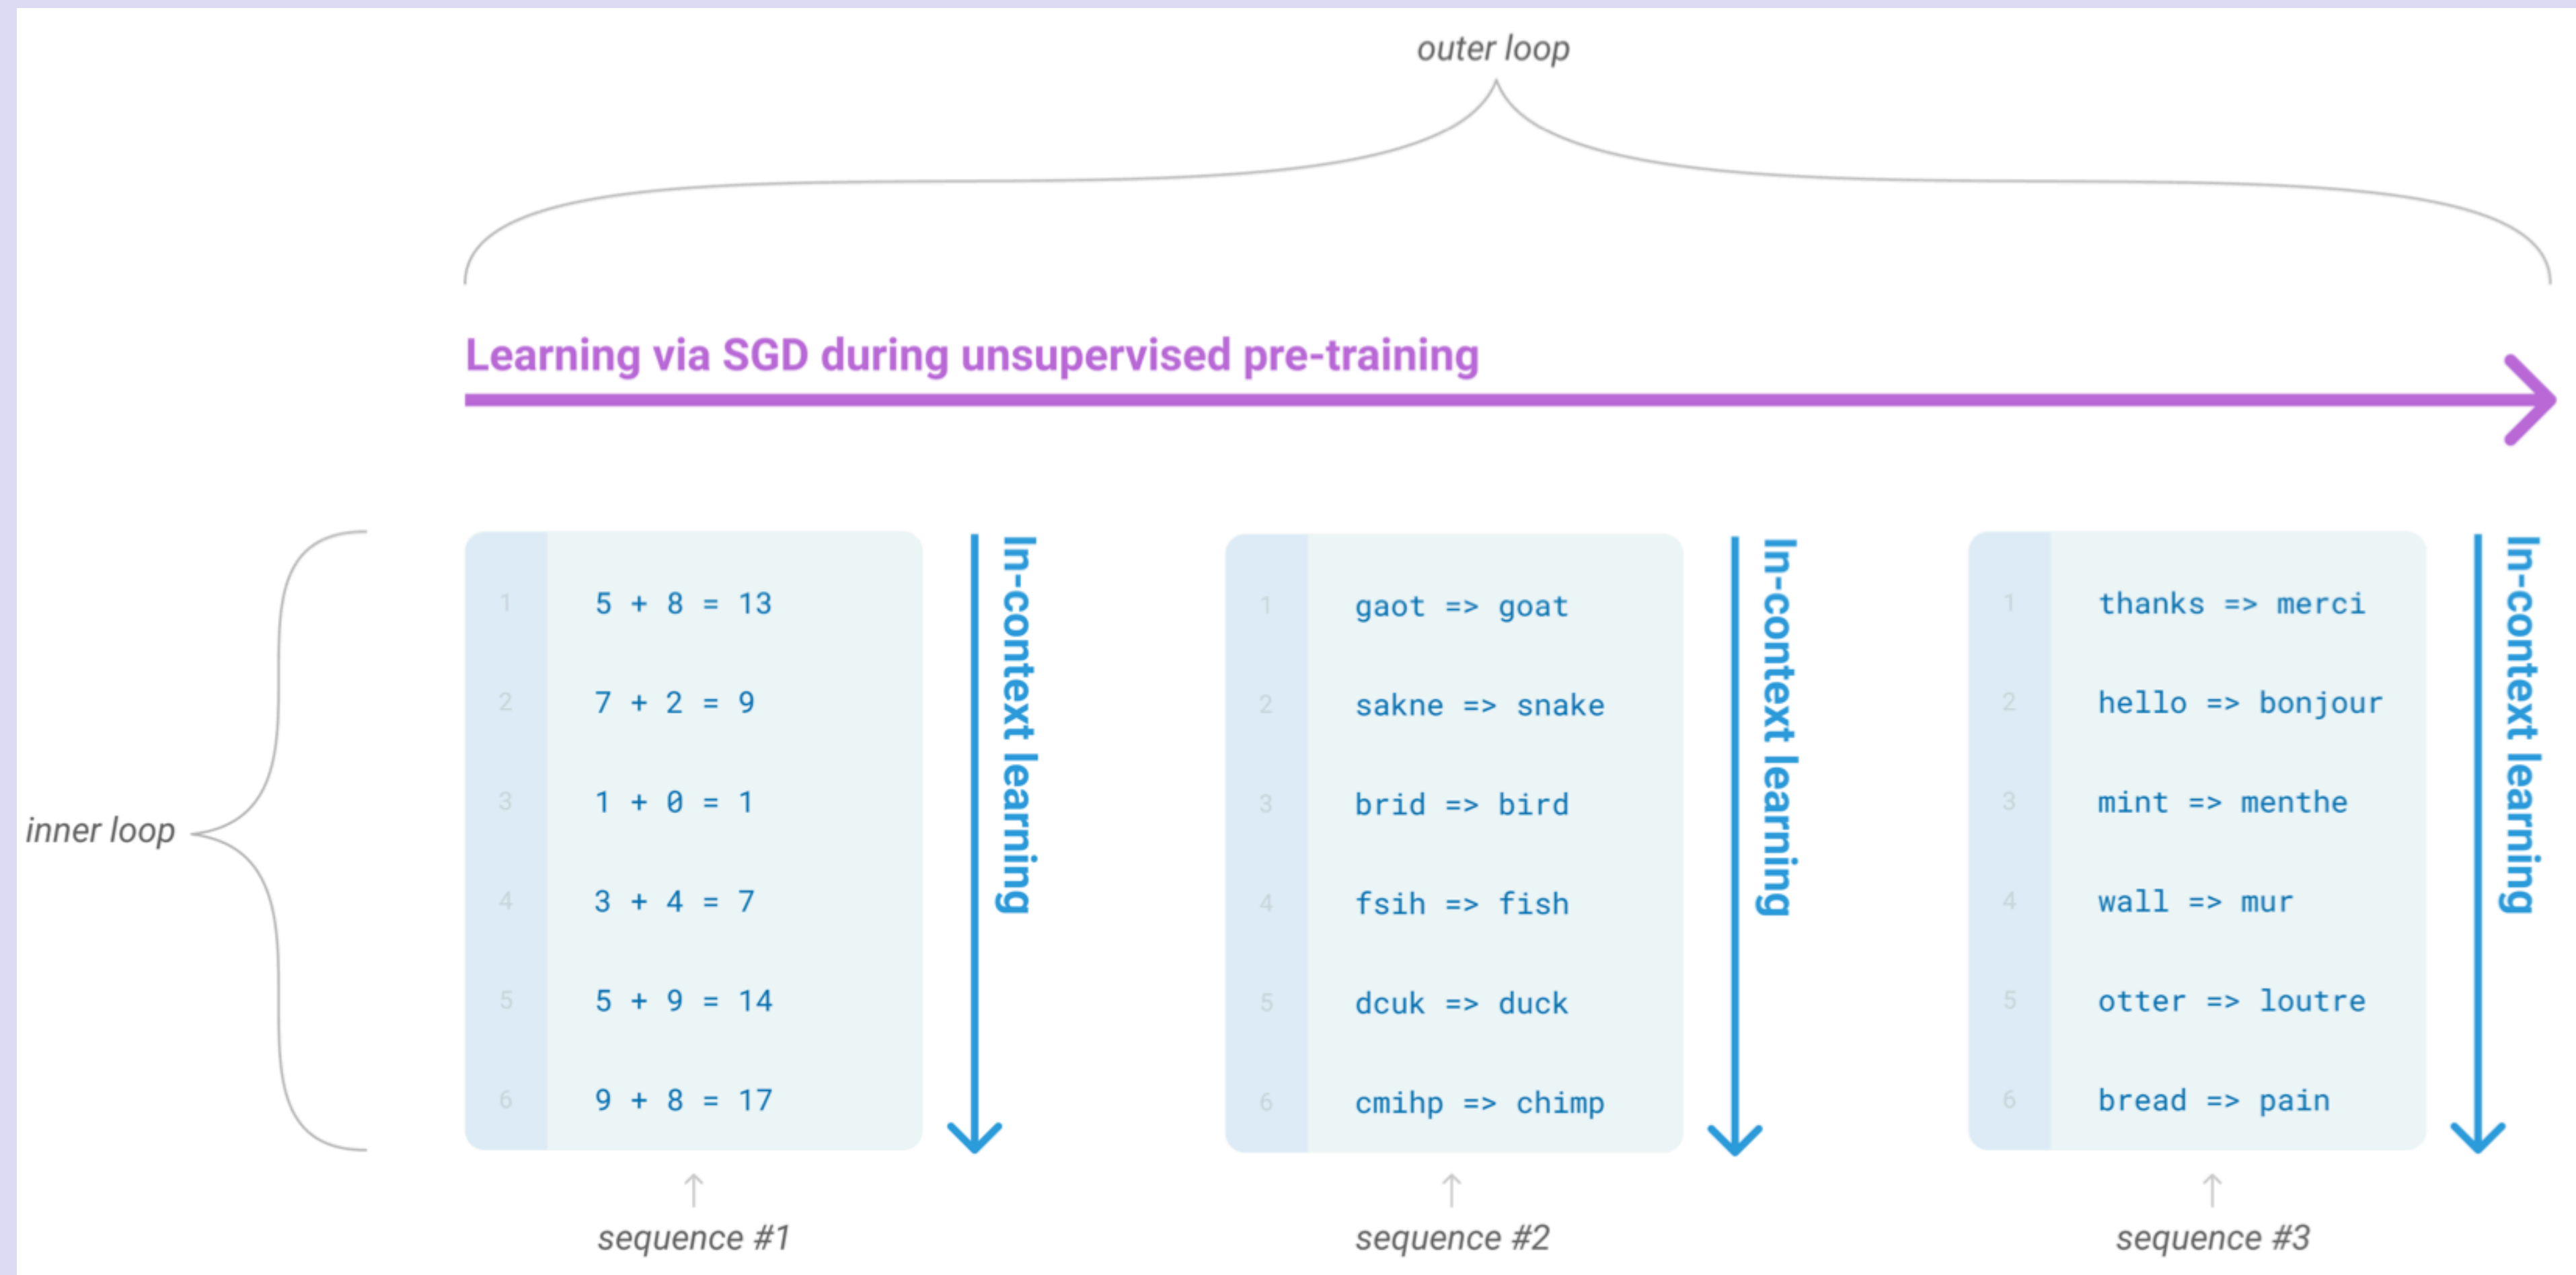 outer loop
Learning via SGD during unsupervised pre-training
inner loop
1 5 + 8 = 13
2 7 + 2 = 9
3 1 + 0 = 1
4 3 + 4 = 7
5 5 + 9 = 14
6 9 + 8 = 17
In-context learning
sequence #1
1 gaot => goat
2 sakne => snake
3 brid => bird
4 fsih => fish
5 dcuk => duck
6 cmihp => chimp
In-context learning
sequence #2
1 thanks => merci
2 hello => bonjour
3 mint => menthe
4 wall => mur
5 otter => loutre
6 bread => pain
In-context learning
sequence #3